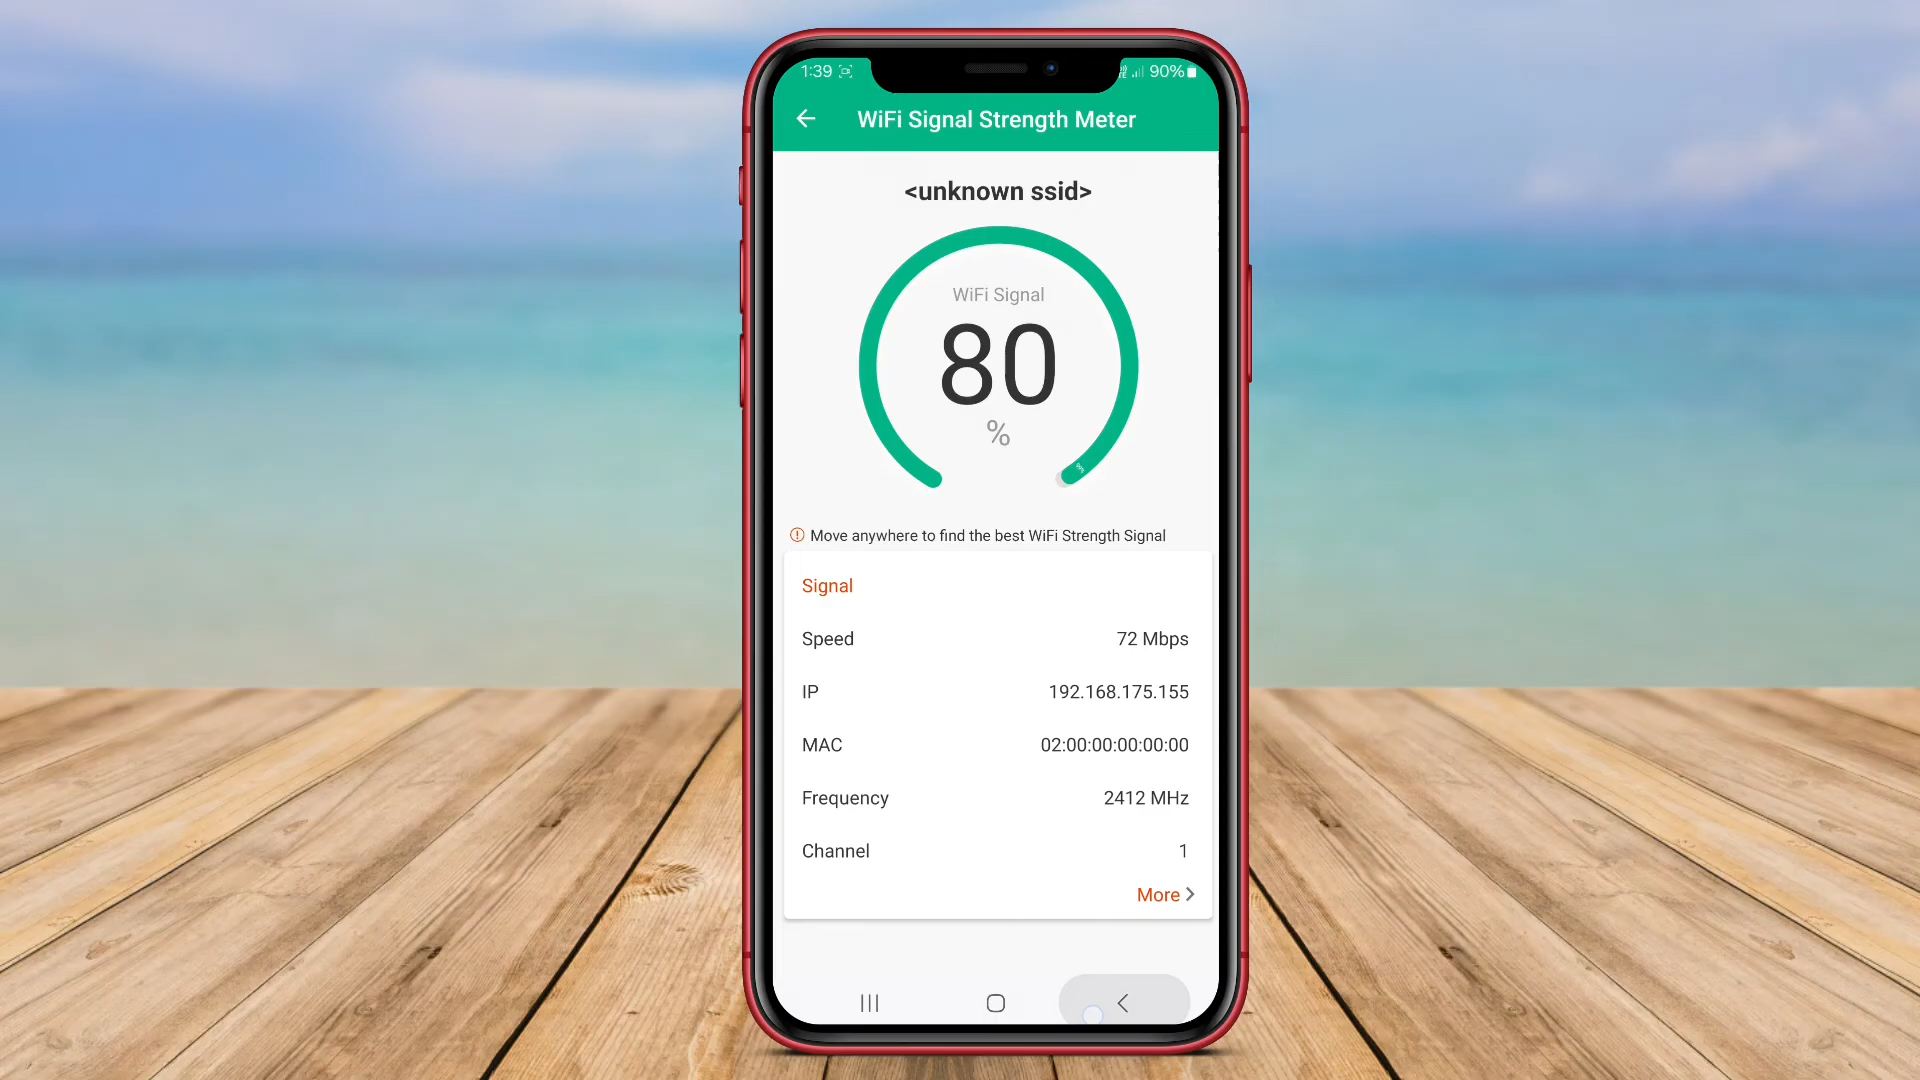 1:39 90%
WiFi Signal Strength Meter
<unknown ssid>
WiFi Signal
80
%
Move anywhere to find the best WiFi Strength Signal
Signal
Speed 72 Mbps
IP 192.168.175.155
MAC 02:00:00:00:00:00
Frequency 2412 MHz
Channel 1
More